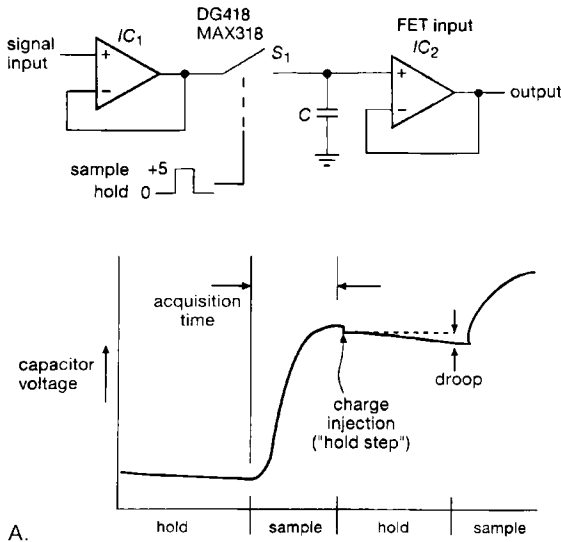 DG418
MAX318
signal
input
IC1
+
−
S1
FET input
IC2
+
−
output
C
sample
hold
+5
0
acquisition
time
capacitor
voltage
droop
charge
injection
("hold step")
hold
sample
hold
sample
A.